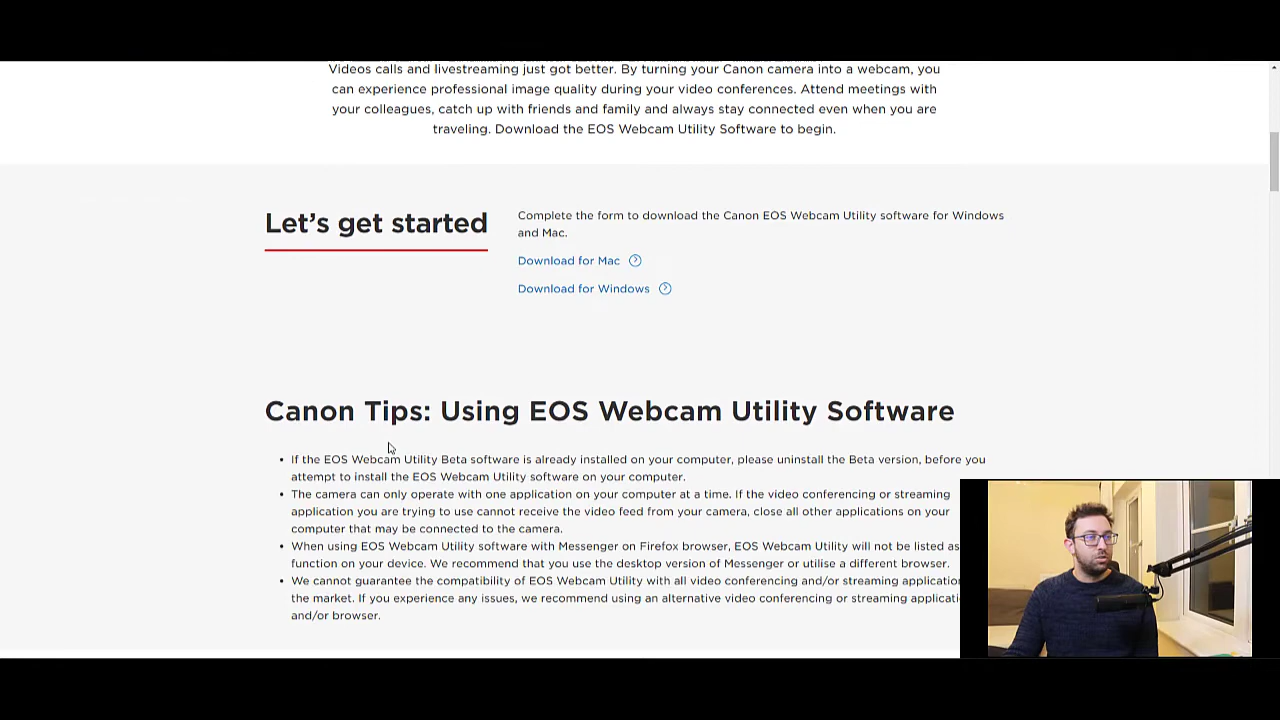 Videos calls and livestreaming just got better. By turning your Canon camera into a webcam, you
can experience professional image quality during your video conferences. Attend meetings with
your colleagues, catch up with friends and family and always stay connected even when you are
traveling. Download the EOS Webcam Utility Software to begin.
Let's get started
Complete the form to download the Canon EOS Webcam Utility software for Windows
and Mac.
Download for Mac
Download for Windows
Canon Tips: Using EOS Webcam Utility Software
• If the EOS Webcam Utility Beta software is already installed on your computer, please uninstall the Beta version, before you
attempt to install the EOS Webcam Utility software on your computer.
• The camera can only operate with one application on your computer at a time. If the video conferencing or streaming
application you are trying to use cannot receive the video feed from your camera, close all other applications on your
computer that may be connected to the camera.
• When using EOS Webcam Utility software with Messenger on Firefox browser, EOS Webcam Utility will not be listed as
function on your device. We recommend that you use the desktop version of Messenger or utilise a different browser.
• We cannot guarantee the compatibility of EOS Webcam Utility with all video conferencing and/or streaming
the market. If you experience any issues, we recommend using an alternative video conferencing or streaming
and/or browser.